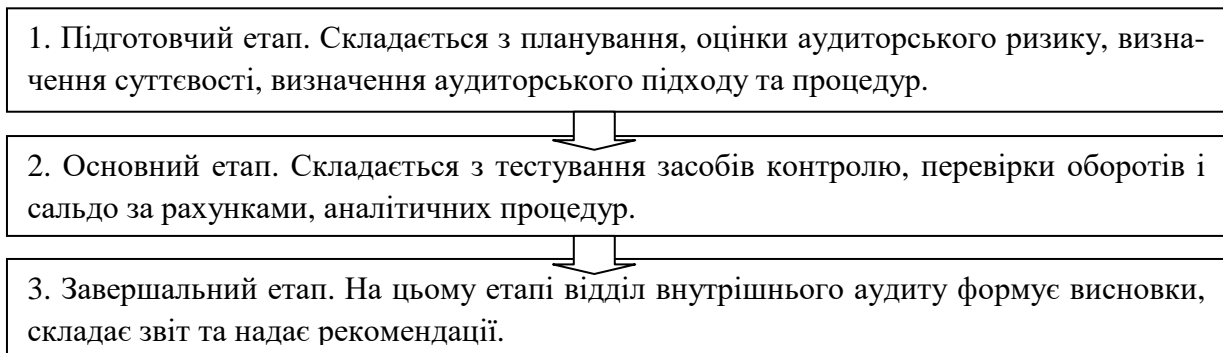 1. Підготовчий етап. Складається з планування, оцінки аудиторського ризику, визна-
чення суттєвості, визначення аудиторського підходу та процедур.
2. Основний етап. Складається з тестування засобів контролю, перевірки оборотів і
сальдо за рахунками, аналітичних процедур.
3. Завершальний етап. На цьому етапі відділ внутрішнього аудиту формує висновки,
складає звіт та надає рекомендації.